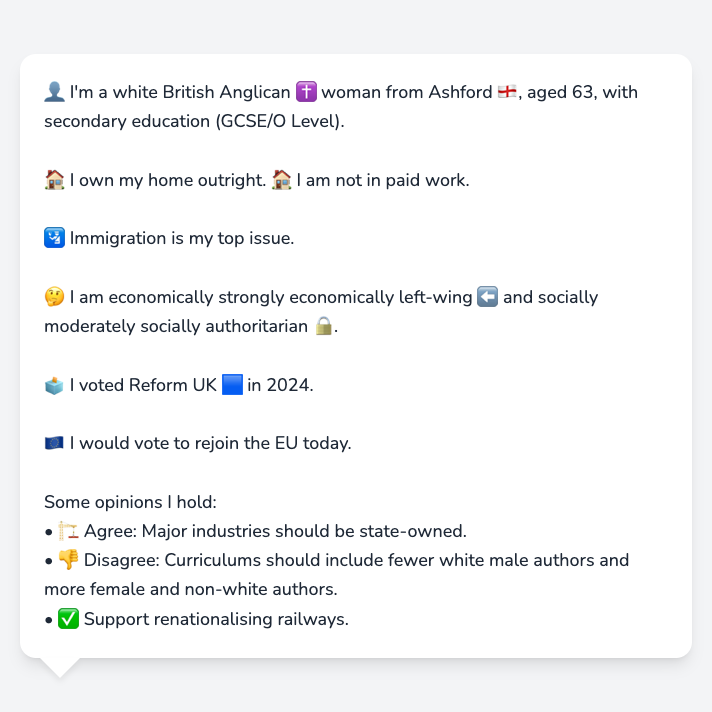 👤 I'm a white British Anglican ✝️ woman from Ashford 🏴󠁧󠁢󠁥󠁮󠁧󠁿, aged 63, with
secondary education (GCSE/O Level).
🏠 I own my home outright. 🏠 I am not in paid work.
🛂 Immigration is my top issue.
🤔 I am economically strongly economically left-wing ⬅️ and socially
moderately socially authoritarian 🔒.
🗳️ I voted Reform UK 🟦 in 2024.
🇪🇺 I would vote to rejoin the EU today.
Some opinions I hold:
• 🏗️ Agree: Major industries should be state-owned.
• 👎 Disagree: Curriculums should include fewer white male authors and
more female and non-white authors.
• ✅ Support renationalising railways.